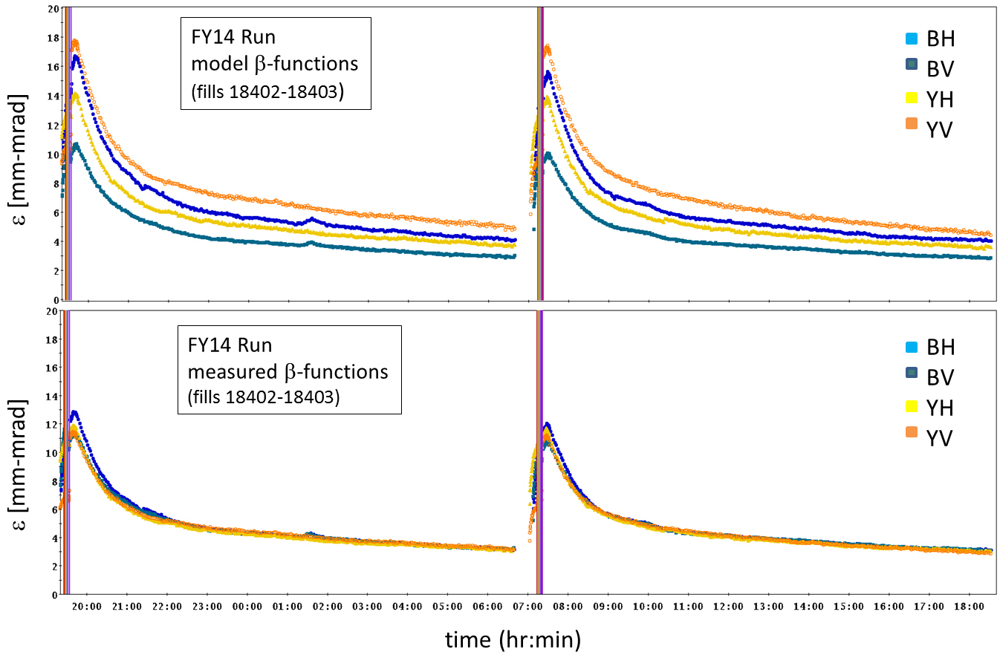 20
18
16
14
12
10
8
6
4
2
0
ε [mm-mrad]
FY14 Run
model β-functions
(fills 18402-18403)
BH
BV
YH
YV
20
18
16
14
12
10
8
6
4
2
0
ε [mm-mrad]
FY14 Run
measured β-functions
(fills 18402-18403)
BH
BV
YH
YV
20:00 21:00 22:00 23:00 00:00 01:00 02:00 03:00 04:00 05:00 06:00 07:00 08:00 09:00 10:00 11:00 12:00 13:00 14:00 15:00 16:00 17:00 18:00
time (hr:min)